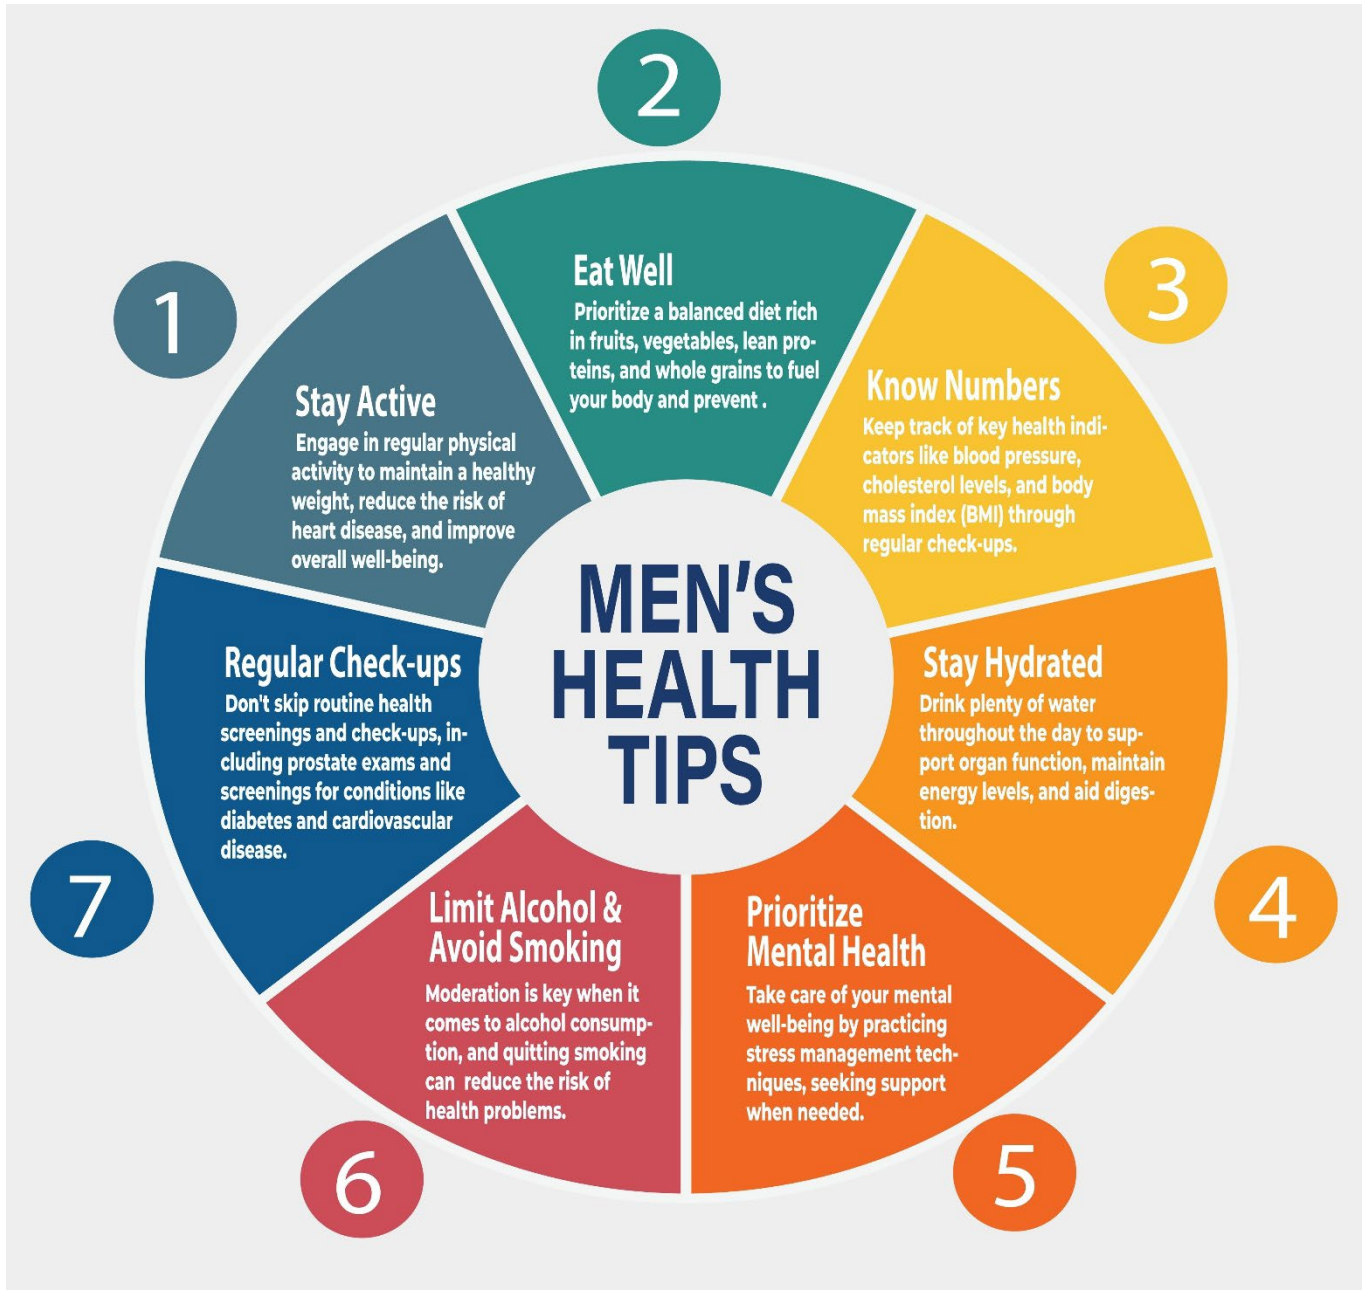 MEN'S
HEALTH
TIPS
1
Stay Active
Engage in regular physical
activity to maintain a healthy
weight, reduce the risk of
heart disease, and improve
overall well-being.
2
Eat Well
Prioritize a balanced diet rich
in fruits, vegetables, lean pro-
teins, and whole grains to fuel
your body and prevent .
3
Know Numbers
Keep track of key health indi-
cators like blood pressure,
cholesterol levels, and body
mass index (BMI) through
regular check-ups.
4
Stay Hydrated
Drink plenty of water
throughout the day to sup-
port organ function, maintain
energy levels, and aid diges-
tion.
5
Prioritize
Mental Health
Take care of your mental
well-being by practicing
stress management tech-
niques, seeking support
when needed.
6
Limit Alcohol &
Avoid Smoking
Moderation is key when it
comes to alcohol consump-
tion, and quitting smoking
can reduce the risk of
health problems.
7
Regular Check-ups
Don't skip routine health
screenings and check-ups, in-
cluding prostate exams and
screenings for conditions like
diabetes and cardiovascular
disease.